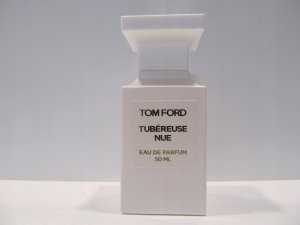 TOM FORD
TUBÉREUSE
NUE
EAU DE PARFUM
50 ML